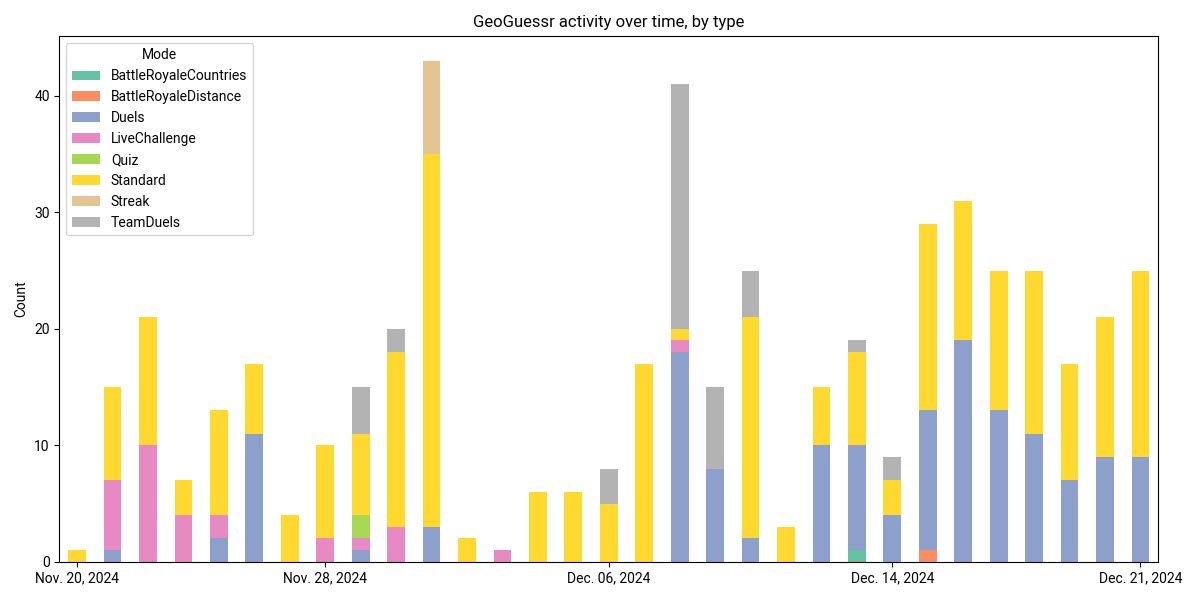 GeoGuessr activity over time, by type
Mode
BattleRoyaleCountries
BattleRoyaleDistance
Duels
LiveChallenge
Quiz
Standard
Streak
TeamDuels
Count
40
30
20
10
0
Nov. 20, 2024 Nov. 28, 2024 Dec. 06, 2024 Dec. 14, 2024 Dec. 21, 2024